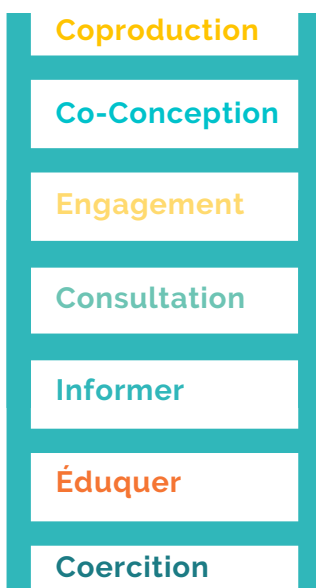 Coproduction
Co-Conception
Engagement
Consultation
Informer
Éduquer
Coercition